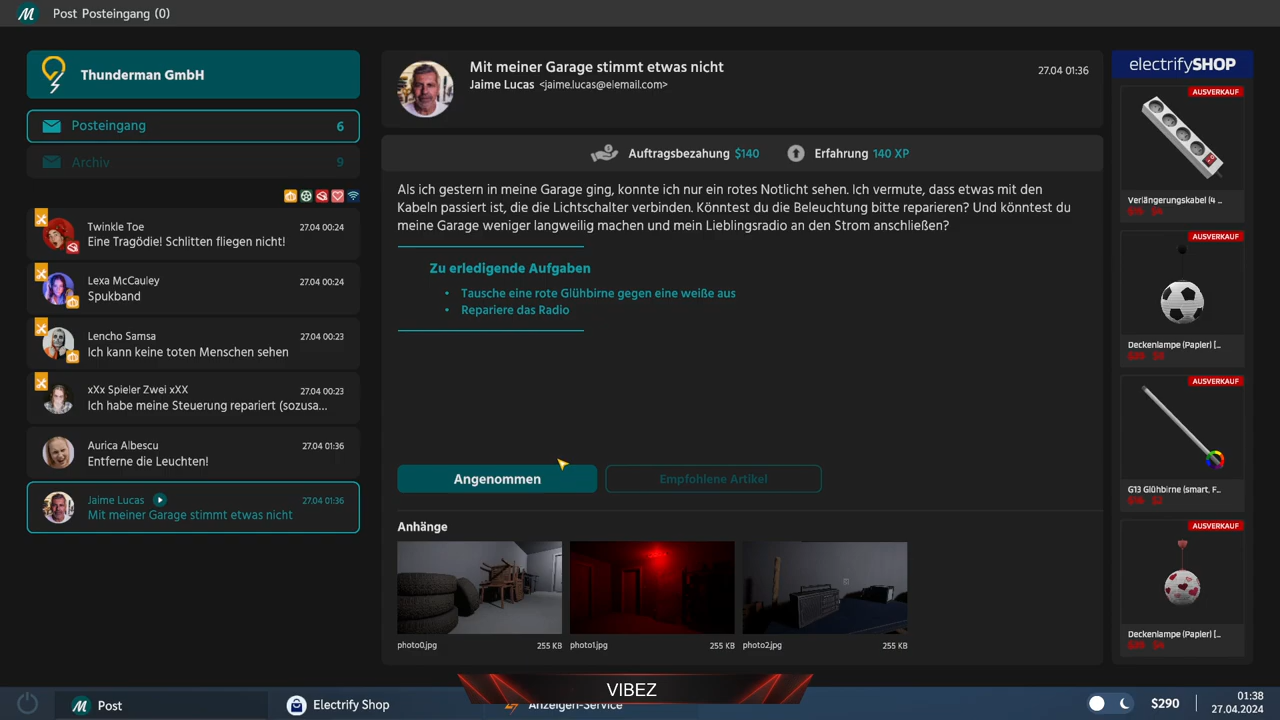 Post Posteingang (0)
Thunderman GmbH
Posteingang 6
Archiv 9
Twinkle Toe 27.04 00:24
Eine Tragödie! Schlitten fliegen nicht!
Lexa McCauley 27.04 00:24
Spukband
Lencho Samsa 27.04 00:23
Ich kann keine toten Menschen sehen
xXx Spieler Zwei xXX 27.04 00:23
Ich habe meine Steuerung repariert (sozusa...
Aurica Albescu 27.04 01:36
Entferne die Leuchten!
Jaime Lucas 27.04 01:36
Mit meiner Garage stimmt etwas nicht
Mit meiner Garage stimmt etwas nicht
Jaime Lucas <jaime.lucas@elemail.com> 27.04 01:36
Auftragsbezahung $140 Erfahrung 140 XP
Als ich gestern in meine Garage ging, konnte ich nur ein rotes Notlicht sehen. Ich vermute, dass etwas mit den
Kabeln passiert ist, die die Lichtschalter verbinden. Könntest du die Beleuchtung bitte reparieren? Und könntest du
meine Garage weniger langweilig machen und mein Lieblingsradio an den Strom anschließen?
Zu erledigende Aufgaben
• Tausche eine rote Glühbirne gegen eine weiße aus
• Repariere das Radio
Angenommen Empfohlene Artikel
Anhänge
photo0.jpg 255 KB photo1.jpg 255 KB photo2.jpg 255 KB
electrifySHOP
AUSVERKAUF
Verlängerungskabel (4 ...
AUSVERKAUF
Deckenlampe (Papier) [...
AUSVERKAUF
G13 Glühbirne (smart, F...
AUSVERKAUF
Deckenlampe (Papier) [...
VIBEZ
Post Electrify Shop Anzeigen-Service $290 01:38
27.04.2024